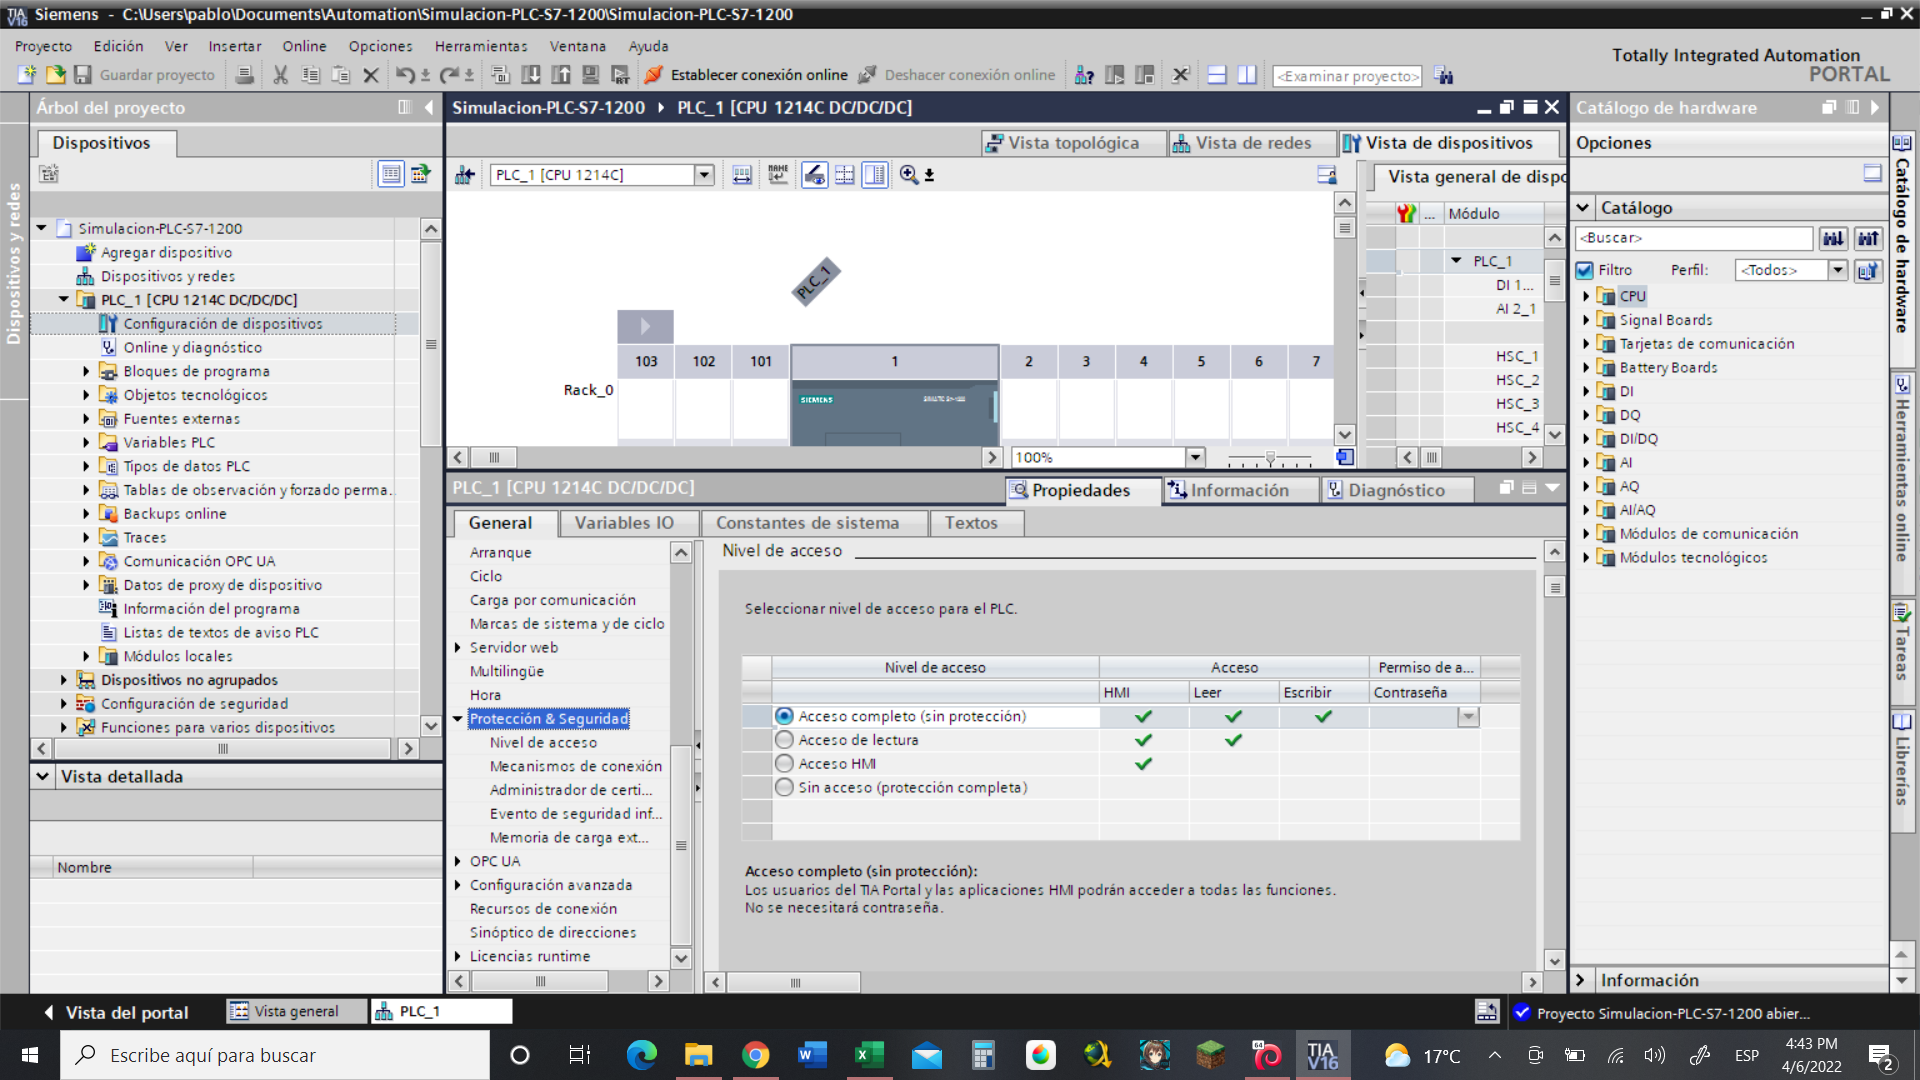 Siemens - C:\Users\pablo\Documents\Automation\Simulacion-PLC-S7-1200\Simulacion-PLC-S7-1200
Proyecto Edición Ver Insertar Online Opciones Herramientas Ventana Ayuda
Guardar proyecto Establecer conexión online Deshacer conexión online <Examinar proyecto>
Totally Integrated Automation
PORTAL
Árbol del proyecto
Dispositivos
Dispositivos y redes
Simulacion-PLC-S7-1200
Agregar dispositivo
Dispositivos y redes
PLC_1 [CPU 1214C DC/DC/DC]
Configuración de dispositivos
Online y diagnóstico
Bloques de programa
Objetos tecnológicos
Fuentes externas
Variables PLC
Tipos de datos PLC
Tablas de observación y forzado perma...
Backups online
Traces
Comunicación OPC UA
Datos de proxy de dispositivo
Información del programa
Listas de textos de aviso PLC
Módulos locales
Dispositivos no agrupados
Configuración de seguridad
Funciones para varios dispositivos
Vista detallada
Nombre
Simulacion-PLC-S7-1200 PLC_1 [CPU 1214C DC/DC/DC]
Vista topológica Vista de redes Vista de dispositivos
PLC_1 [CPU 1214C] NAME
PLC_1
103 102 101 1 2 3 4 5 6 7
Rack_0
SIEMENS SIMATIC S7-1200
100%
Vista general de dispo
... Módulo
PLC_1
DI 1...
AI 2_1
HSC_1
HSC_2
HSC_3
HSC_4
PLC_1 [CPU 1214C DC/DC/DC]
Propiedades Información Diagnóstico
General Variables IO Constantes de sistema Textos
Arranque
Ciclo
Carga por comunicación
Marcas de sistema y de ciclo
Servidor web
Multilingüe
Hora
Protección & Seguridad
Nivel de acceso
Mecanismos de conexión
Administrador de certi...
Evento de seguridad inf...
Memoria de carga ext...
OPC UA
Configuración avanzada
Recursos de conexión
Sinóptico de direcciones
Licencias runtime
Nivel de acceso
Seleccionar nivel de acceso para el PLC.
Nivel de acceso Acceso Permiso de a...
HMI Leer Escribir Contraseña
Acceso completo (sin protección)
Acceso de lectura
Acceso HMI
Sin acceso (protección completa)
Acceso completo (sin protección):
Los usuarios del TIA Portal y las aplicaciones HMI podrán acceder a todas las funciones.
No se necesitará contraseña.
Catálogo de hardware
Opciones
Catálogo
<Buscar>
Filtro Perfil: <Todos>
CPU
Signal Boards
Tarjetas de comunicación
Battery Boards
DI
DQ
DI/DQ
AI
AQ
AI/AQ
Módulos de comunicación
Módulos tecnológicos
Información
Catálogo de hardware
Herramientas online
Tareas
Librerías
Vista del portal Vista general PLC_1 Proyecto Simulacion-PLC-S7-1200 abier...
Escribe aquí para buscar 64 TIA V16 17°C ESP 4:43 PM
4/6/2022 2